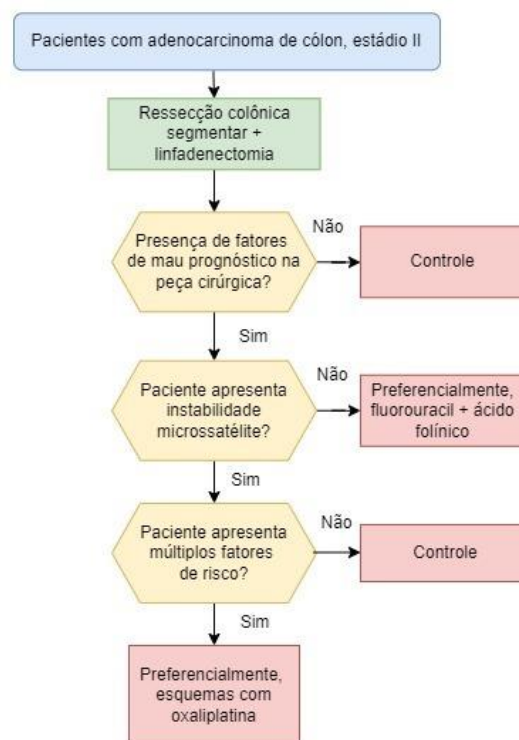 Pacientes com adenocarcinoma de cólon, estádio II
Ressecção colônica
segmentar +
linfadenectomia
Presença de fatores
de mau prognóstico na
peça cirúrgica?
Não
Controle
Sim
Paciente apresenta
instabilidade
microssatélite?
Não
Preferencialmente,
fluorouracil + ácido
folínico
Sim
Paciente apresenta
múltiplos fatores
de risco?
Não
Controle
Sim
Preferencialmente,
esquemas com
oxaliplatina